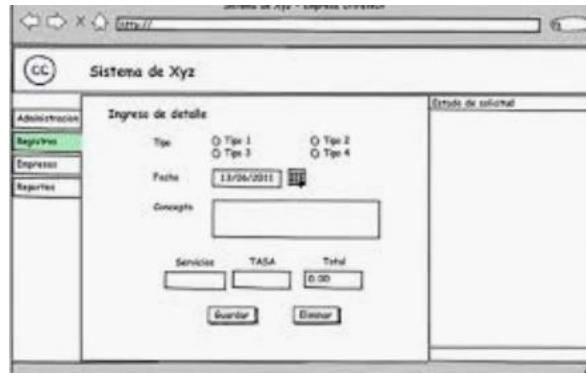 Sistema de Xyz - Empresa
http://
CC
Sistema de Xyz
Administracion
Registros
Empresas
Reportes
Ingreso de detalle
Tipo
Tipo 1
Tipo 2
Tipo 3
Tipo 4
Fecha
13/06/2011
Concepto
Servicios
TASA
Total
0.00
Guardar
Eliminar
Estado de solicitud